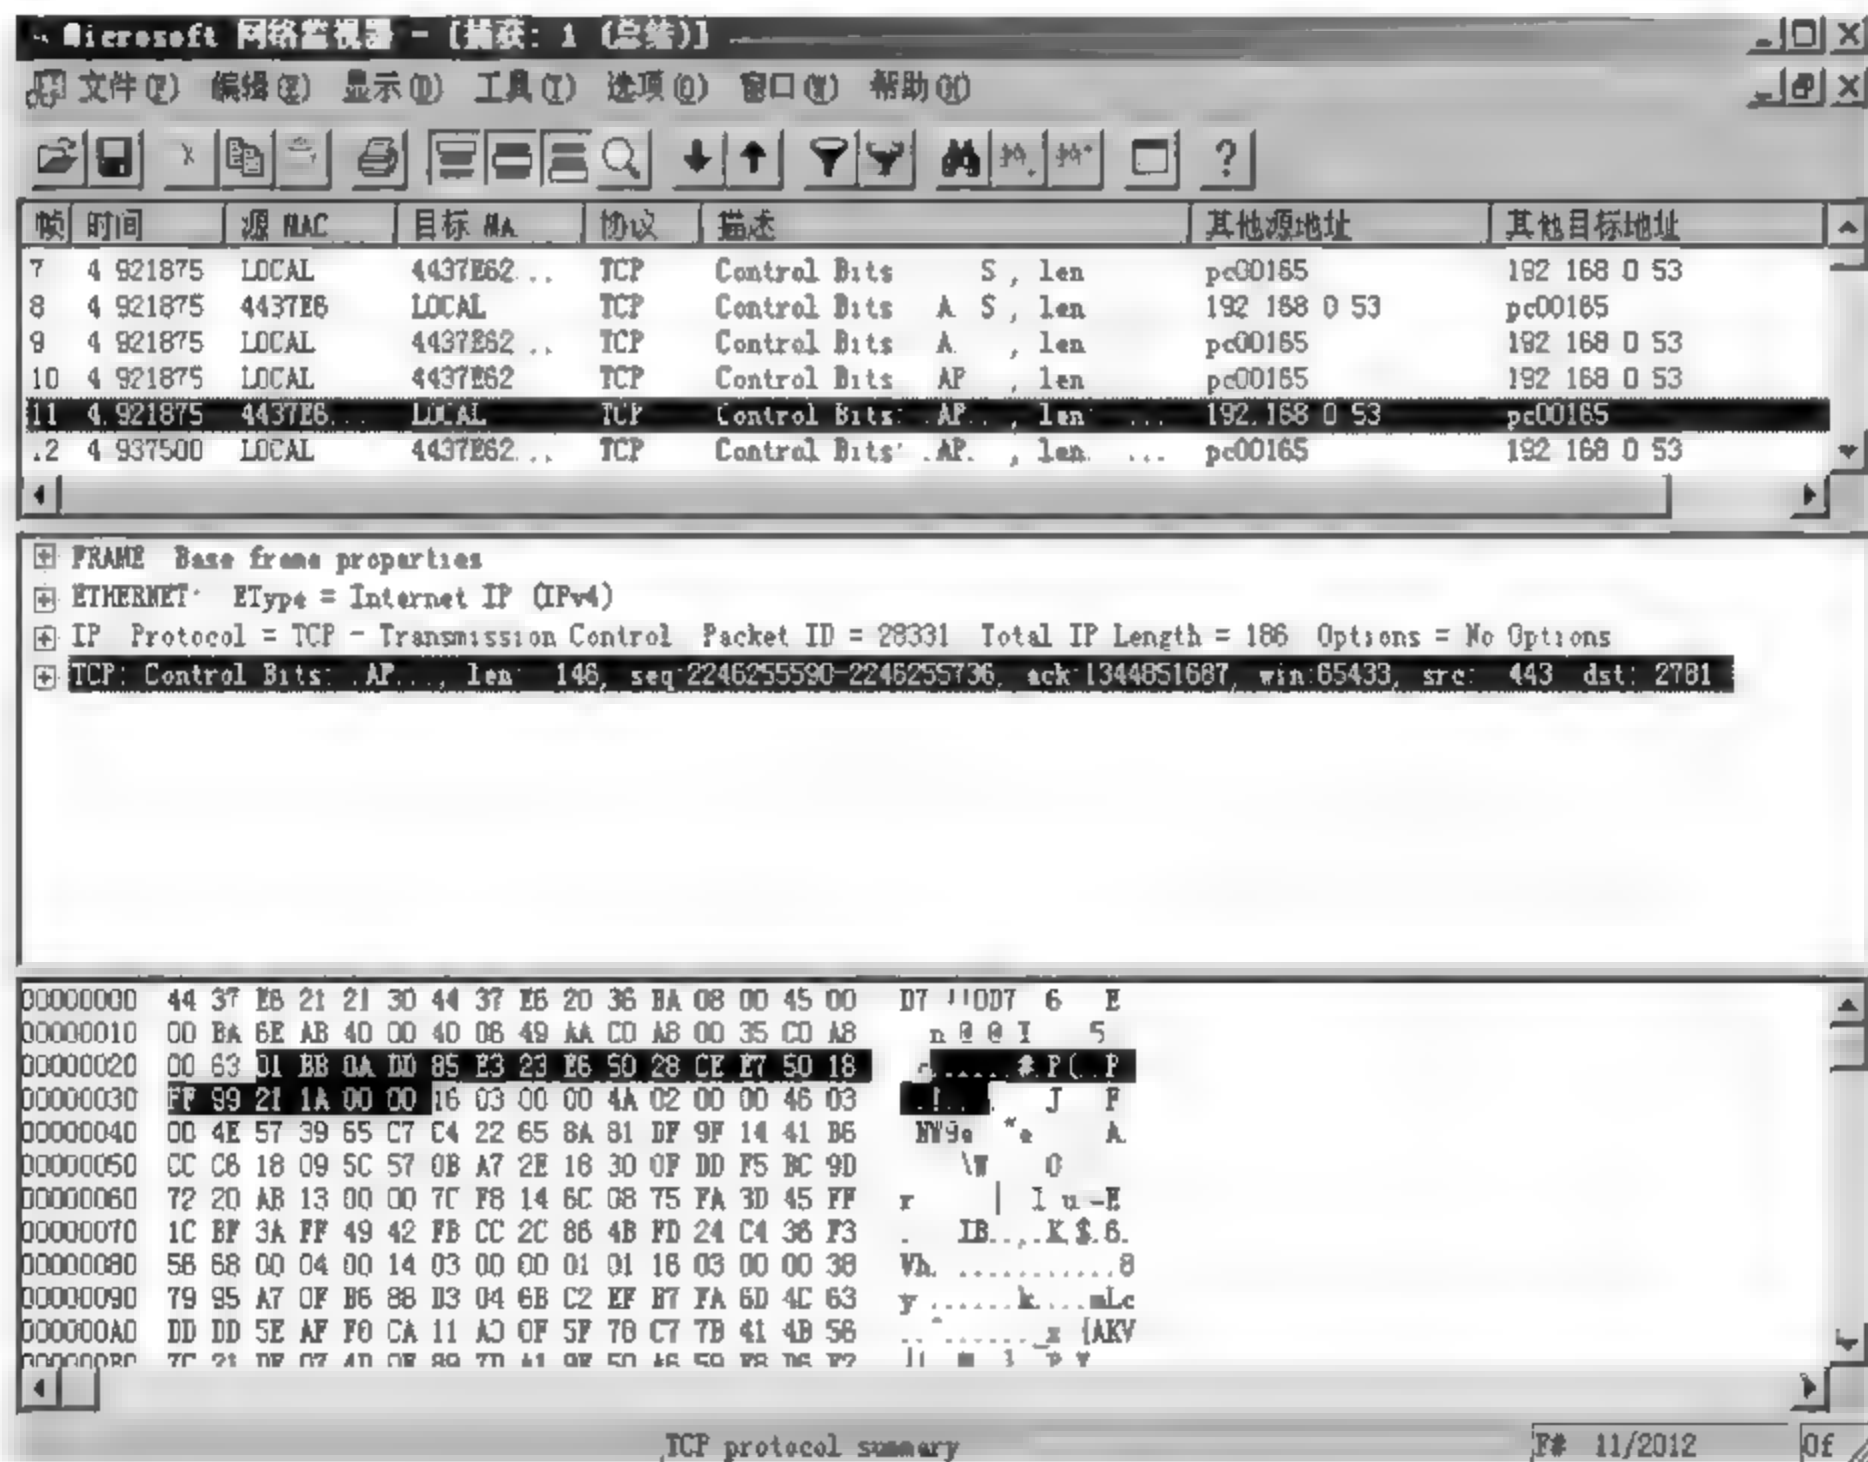 Microsoft 网络监视器 - [捕获: 1 (总结)]
文件(F) 编辑(E) 显示(D) 工具(T) 选项(O) 窗口(W) 帮助(H)
帧 时间 源 MAC 目标 MA 协议 描述 其他源地址 其他目标地址
7 4 921875 LOCAL 4437E62... TCP Control Bits S, len pc00165 192 168 0 53
8 4 921875 4437E6 LOCAL TCP Control Bits A S, len 192 168 0 53 pc00165
9 4 921875 LOCAL 4437E62.. TCP Control Bits A , len pc00165 192 168 0 53
10 4 921875 LOCAL 4437E62 TCP Control Bits AP , len pc00165 192 168 0 53
11 4.921875 4437E6... LOCAL TCP Control Bits: .AP.. , len: ... 192.168 0 53 pc00165
.2 4 937500 LOCAL 4437E62... TCP Control Bits: .AP. , len. ... pc00165 192 168 0 53
FRAME Base frame properties
ETHERNET: EType = Internet IP (IPv4)
IP Protocol = TCP - Transmission Control Packet ID = 28331 Total IP Length = 186 Options = No Options
TCP: Control Bits: .AP..., len: 146, seq:2246255590-2246255736, ack:1344851687, win:65433, src: 443 dst: 2781
00000000 44 37 E6 21 21 30 44 37 E6 20 36 BA 08 00 45 00 D7 !!0D7 6 E
00000010 00 BA 6E AB 40 00 40 06 49 AA C0 A8 00 35 C0 A8 n @ @ I 5
00000020 00 63 01 BB 0A DD 85 E3 23 E6 50 28 CE E7 50 18 c.....#.P(..P
00000030 FF 99 21 1A 00 00 16 03 00 00 4A 02 00 00 46 03 .!... J F
00000040 00 4E 57 39 65 C7 C4 22 65 8A 81 DF 9F 14 41 B6 NW9e "e A.
00000050 CC C6 18 09 5C 57 0B A7 2E 18 30 0F DD F5 BC 9D \W 0
00000060 72 20 AB 13 00 00 7C F8 14 6C 08 75 FA 3D 45 FF r | l u =E
00000070 1C BF 3A FF 49 42 FB CC 2C 86 4B FD 24 C4 36 F3 . IB..,.K.$.6.
00000080 56 68 00 04 00 14 03 00 00 01 01 16 03 00 00 38 Vh. ............8
00000090 79 95 A7 0F B6 88 D3 04 6B C2 EF B7 FA 6D 4C 63 y.......k....mLc
000000A0 DD DD 5E AF F0 CA 11 A0 0F 5F 78 C7 7B 41 4B 56 ..^......_x {AKV
TCP protocol summary F# 11/2012 Of